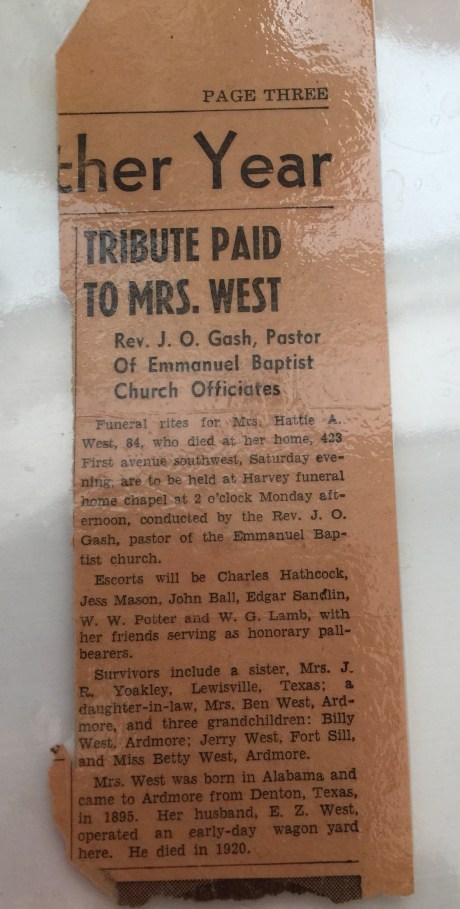 PAGE THREE
ther Year
TRIBUTE PAID
TO MRS. WEST
Rev. J. O. Gash, Pastor
Of Emmanuel Baptist
Church Officiates
Funeral rites for Mrs. Hattie A.
West, 84, who died at her home, 423
First avenue southwest, Saturday eve-
ning, are to be held at Harvey funeral
home chapel at 2 o'clock Monday aft-
ernoon, conducted by the Rev. J. O.
Gash, pastor of the Emmanuel Bap-
tist church.
Escorts will be Charles Hathcock,
Jess Mason, John Ball, Edgar Sandlin,
W. W. Potter and W. G. Lamb, with
her friends serving as honorary pall-
bearers.
Survivors include a sister, Mrs. J.
R. Yoakley, Lewisville, Texas; a
daughter-in-law, Mrs. Ben West, Ard-
more, and three grandchildren: Billy
West, Ardmore; Jerry West, Fort Sill,
and Miss Betty West, Ardmore.
Mrs. West was born in Alabama and
came to Ardmore from Denton, Texas,
in 1895. Her husband, E. Z. West,
operated an early-day wagon yard
here. He died in 1920.